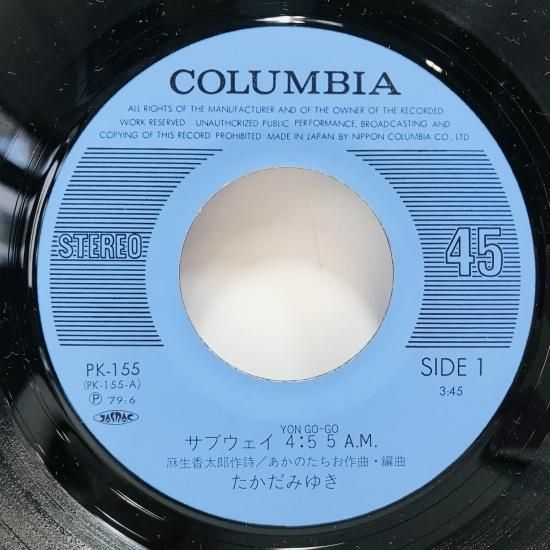 COLUMBIA
ALL RIGHTS OF THE MANUFACTURER AND OF THE OWNER OF THE RECORDED
WORK RESERVED UNAUTHORIZED PUBLIC PERFORMANCE, BROADCASTING AND
COPYING OF THIS RECORD PROHIBITED MADE IN JAPAN BY NIPPON COLUMBIA CO., LTD
STEREO
45
PK-155
(PK-155-A)
Ⓟ 79.6
JASRAC
SIDE 1
3:45
YON GO-GO
サブウェイ 4:5 5 A.M.
麻生香太郎作詩/あかのたちお作曲・編曲
たかだみゆき